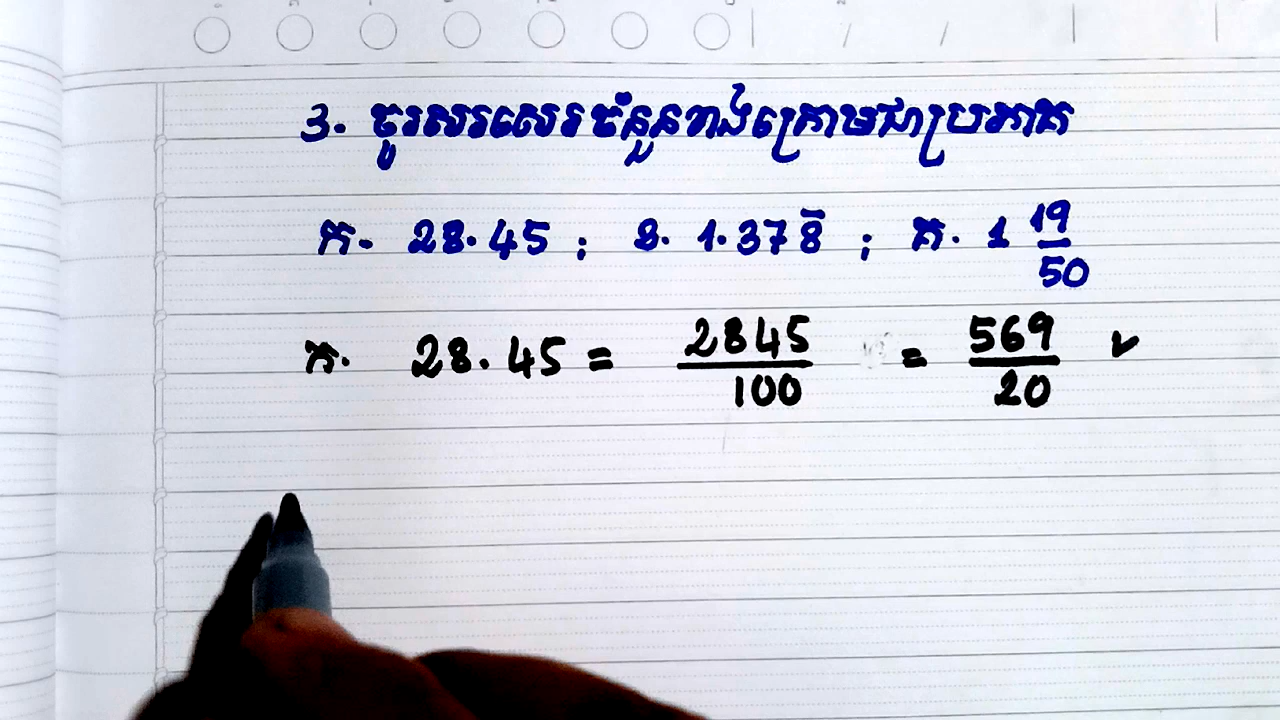 3. ចូរសរសេរចំនួនខាងក្រោមជាប្រភាគ
ក. 28.45 ; ខ. 1.378̅ ; គ. 1 19/50
ក. 28.45 = 2845/100 = 569/20 ✓